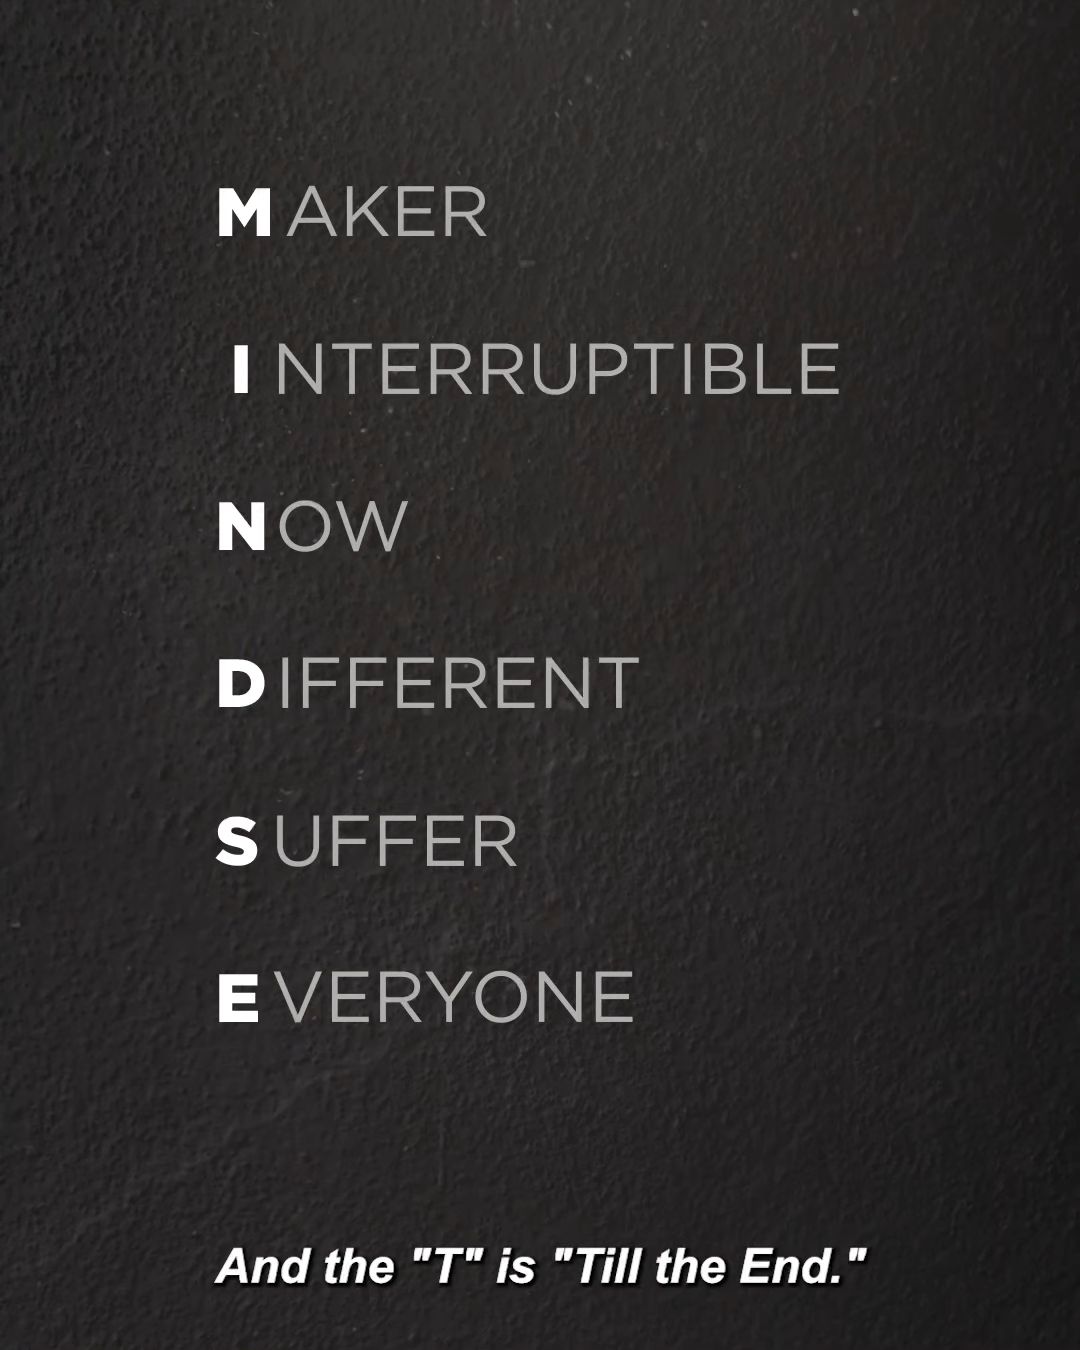 MAKER
INTERRUPTIBLE
NOW
DIFFERENT
SUFFER
EVERYONE
And the "T" is "Till the End."